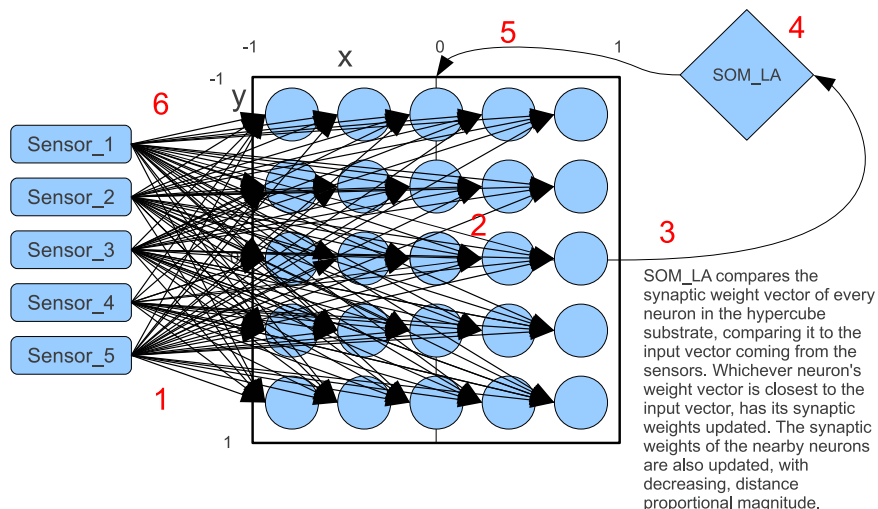 -1
0
5
1
4
x
-1
SOM_LA
6
y
Sensor_1
Sensor_2
2
3
Sensor_3
Sensor_4
Sensor_5
1
1
SOM_LA compares the
synaptic weight vector of every
neuron in the hypercube
substrate, comparing it to the
input vector coming from the
sensors. Whichever neuron's
weight vector is closest to the
input vector, has its synaptic
weights updated. The synaptic
weights of the nearby neurons
are also updated, with
decreasing, distance
proportional magnitude.